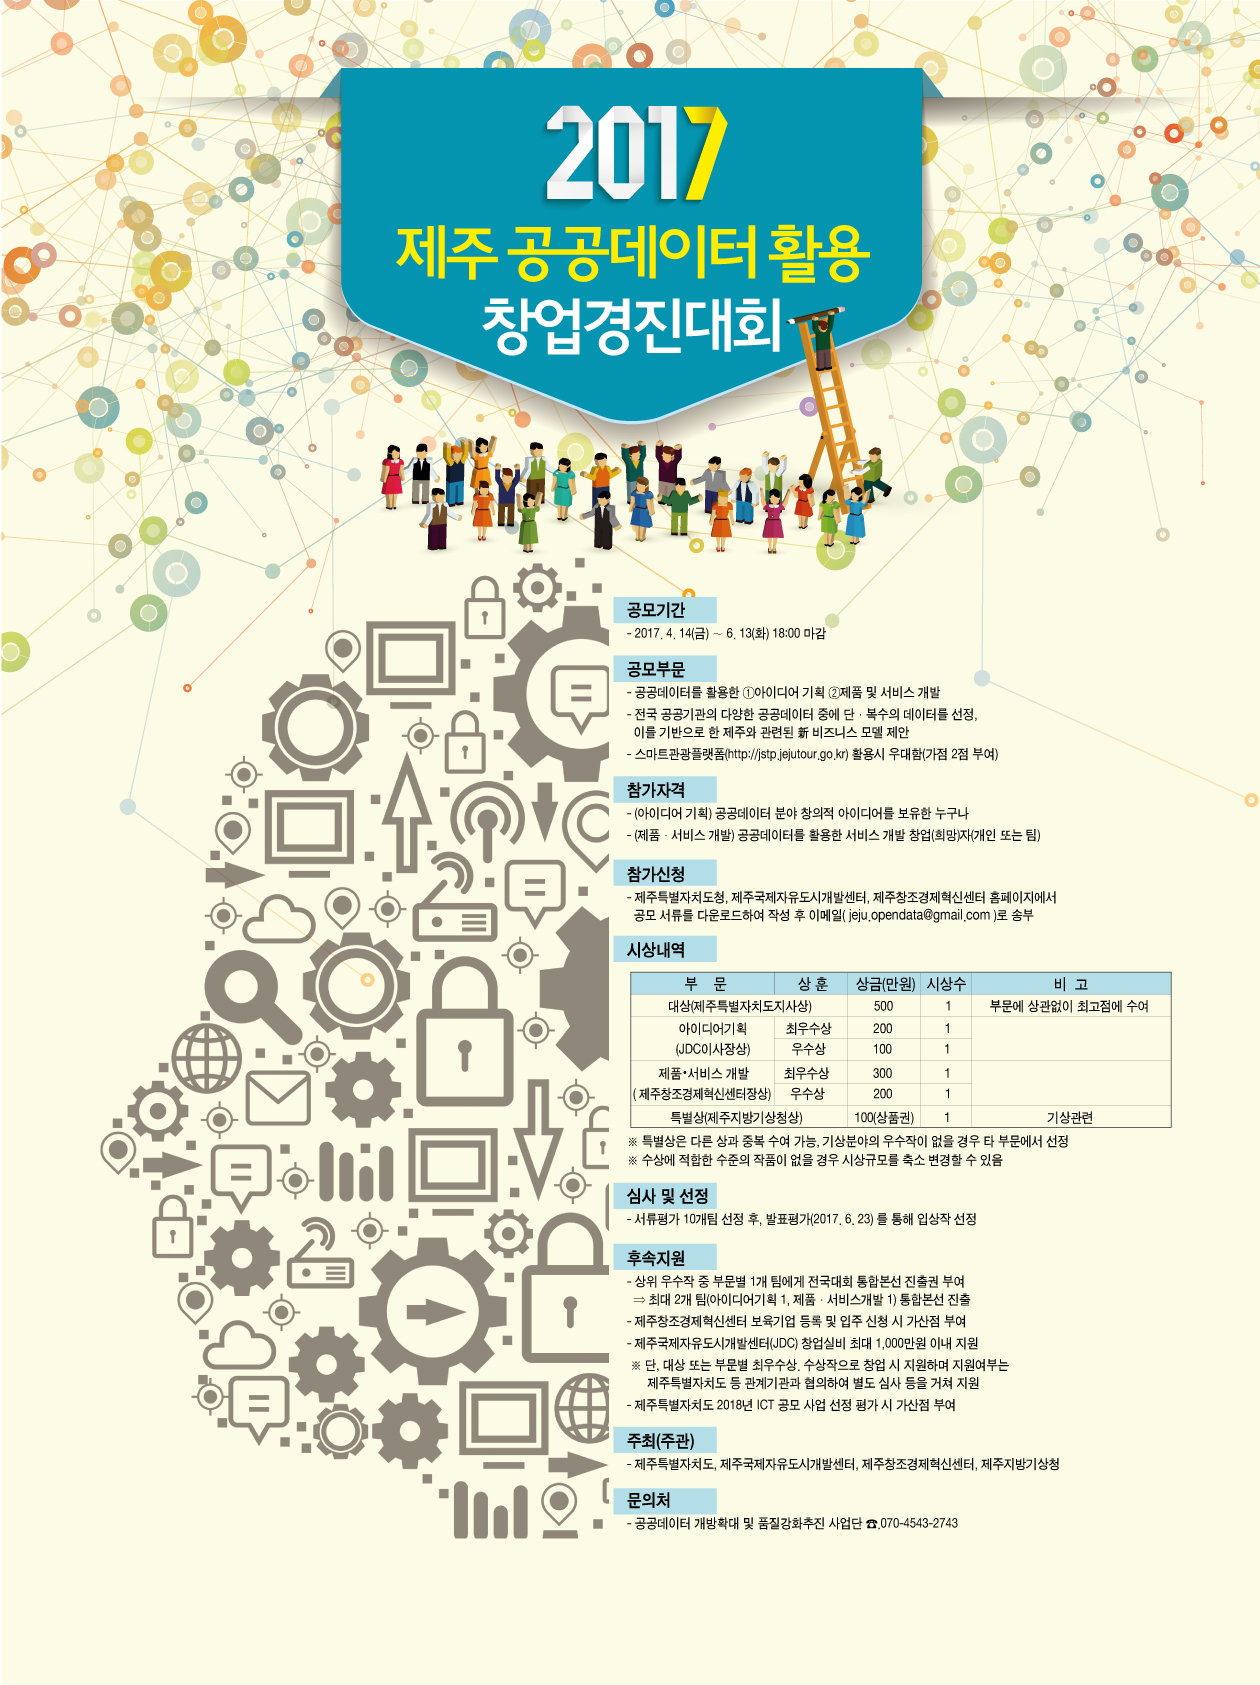 2017
제주 공공데이터 활용
창업경진대회
공모기간
- 2017. 4. 14(금) ~ 6. 13(화) 18:00 마감
공모부문
- 공공데이터를 활용한 ①아이디어 기획 ②제품 및 서비스 개발
- 전국 공공기관의 다양한 공공데이터 중에 단 · 복수의 데이터를 선정,
이를 기반으로 한 제주와 관련된 新 비즈니스 모델 제안
- 스마트관광플랫폼(http://jstp.jejutour.go.kr) 활용시 우대함(가점 2점 부여)
참가자격
- (아이디어 기획) 공공데이터 분야 창의적 아이디어를 보유한 누구나
- (제품 · 서비스 개발) 공공데이터를 활용한 서비스 개발 창업(희망)자(개인 또는 팀)
참가신청
- 제주특별자치도청, 제주국제자유도시개발센터, 제주창조경제혁신센터 홈페이지에서
공모 서류를 다운로드하여 작성 후 이메일( jeju.opendata@gmail.com )로 송부
시상내역
부 문 상 훈 상금(만원) 시상수 비 고
대상(제주특별자치도지사상) 500 1 부문에 상관없이 최고점에 수여
아이디어기획 최우수상 200 1
(JDC이사장상) 우수상 100 1
제품•서비스 개발 최우수상 300 1
( 제주창조경제혁신센터장상) 우수상 200 1
특별상(제주지방기상청상) 100(상품권) 1 기상관련
※ 특별상은 다른 상과 중복 수여 가능, 기상분야의 우수작이 없을 경우 타 부문에서 선정
※ 수상에 적합한 수준의 작품이 없을 경우 시상규모를 축소 변경할 수 있음
심사 및 선정
- 서류평가 10개팀 선정 후, 발표평가(2017. 6. 23) 를 통해 입상작 선정
후속지원
- 상위 우수작 중 부문별 1개 팀에게 전국대회 통합본선 진출권 부여
⇒ 최대 2개 팀(아이디어기획 1, 제품 · 서비스개발 1) 통합본선 진출
- 제주창조경제혁신센터 보육기업 등록 및 입주 신청 시 가산점 부여
- 제주국제자유도시개발센터(JDC) 창업실비 최대 1,000만원 이내 지원
※ 단, 대상 또는 부문별 최우수상. 수상작으로 창업 시 지원하며 지원여부는
제주특별자치도 등 관계기관과 협의하여 별도 심사 등을 거쳐 지원
- 제주특별자치도 2018년 ICT 공모 사업 선정 평가 시 가산점 부여
주최(주관)
- 제주특별자치도, 제주국제자유도시개발센터, 제주창조경제혁신센터, 제주지방기상청
문의처
- 공공데이터 개방확대 및 품질강화추진 사업단 ☎.070-4543-2743